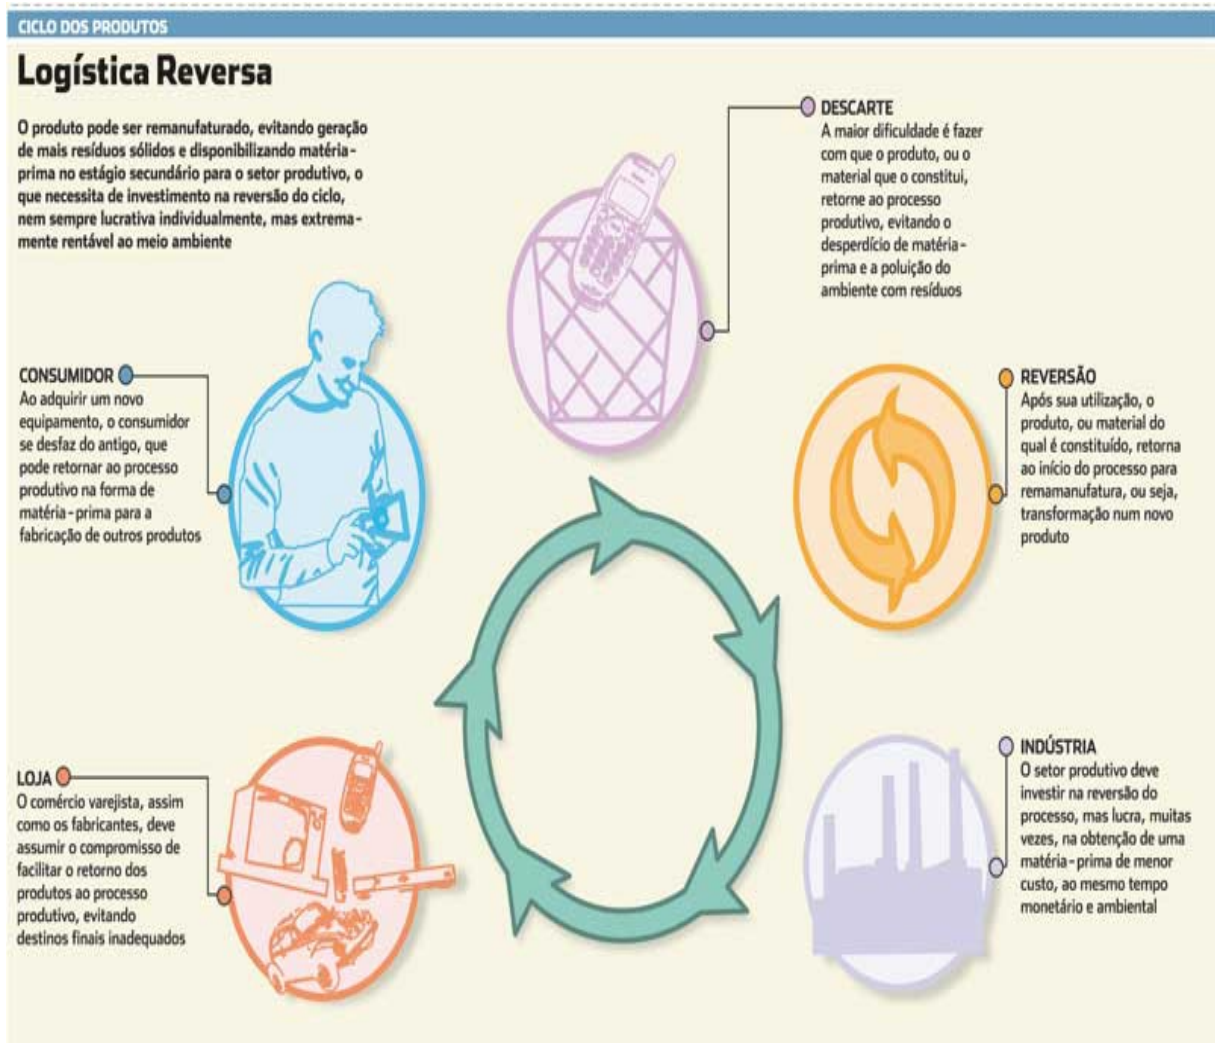 CICLO DOS PRODUTOS
Logística Reversa
O produto pode ser remanufaturado, evitando geração
de mais resíduos sólidos e disponibilizando matéria-
prima no estágio secundário para o setor produtivo, o
que necessita de investimento na reversão do ciclo,
nem sempre lucrativa individualmente, mas extrema-
mente rentável ao meio ambiente
DESCARTE
A maior dificuldade é fazer
com que o produto, ou o
material que o constitui,
retorne ao processo
produtivo, evitando o
desperdício de matéria-
prima e a poluição do
ambiente com resíduos
CONSUMIDOR
Ao adquirir um novo
equipamento, o consumidor
se desfaz do antigo, que
pode retornar ao processo
produtivo na forma de
matéria-prima para a
fabricação de outros produtos
REVERSÃO
Após sua utilização, o
produto, ou material do
qual é constituído, retorna
ao início do processo para
remamanufatura, ou seja,
transformação num novo
produto
LOJA
O comércio varejista, assim
como os fabricantes, deve
assumir o compromisso de
facilitar o retorno dos
produtos ao processo
produtivo, evitando
destinos finais inadequados
INDÚSTRIA
O setor produtivo deve
investir na reversão do
processo, mas lucra, muitas
vezes, na obtenção de uma
matéria-prima de menor
custo, ao mesmo tempo
monetário e ambiental